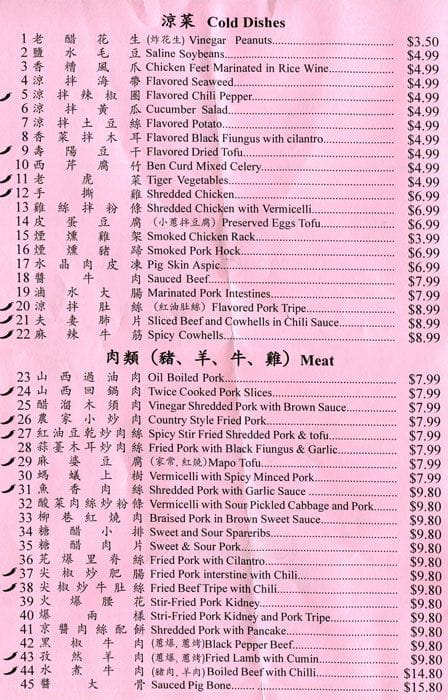 涼菜 Cold Dishes
1 老醋花生 (炸花生) Vinegar Peanuts $3.50
2 鹽水毛豆 Saline Soybeans $4.99
3 香糟風爪 Chicken Feet Marinated in Rice Wine $4.99
4 涼拌海帶 Flavored Seaweed $4.99
5 涼拌辣椒圈 Flavored Chili Pepper $4.99
6 涼拌黃瓜 Cucumber Salad $4.99
7 涼拌土豆絲 Flavored Potato $4.99
8 香菜拌木耳 Flavored Black Fiungus with cilantro $4.99
9 壽陽豆干 Flavored Dried Tofu $4.99
10 西芹腐竹 Ben Curd Mixed Celery $4.99
11 老虎菜 Tiger Vegetables $4.99
12 手撕雞 Shredded Chicken $6.99
13 雞絲拌粉條 Shredded Chicken with Vermicelli $6.99
14 皮蛋豆腐 (小蔥拌豆腐) Preserved Eggs Tofu $6.99
15 煙燻雞架 Smoked Chicken Rack $3.99
16 煙燻豬蹄 Smoked Pork Hock $6.99
17 水晶肉皮凍 Pig Skin Aspic $6.99
18 醬牛肉 Sauced Beef $7.99
19 滷水大腸 Marinated Pork Intestines $7.99
20 涼拌肚絲 (紅油肚絲) Flavored Pork Tripe $8.99
21 夫妻肺片 Sliced Beef and Cowhells in Chili Sauce $8.99
22 麻辣牛筋 Spicy Cowhells $8.99
肉類 (豬、羊、牛、雞) Meat
23 山西過油肉 Oil Boiled Pork $7.99
24 山西回鍋肉 Twice Cooked Pork Slices $7.99
25 醋溜木須肉 Vinegar Shredded Pork with Brown Sauce $7.99
26 農家小炒肉 Country Style Fried Pork $7.99
27 紅油豆乾炒肉絲 Spicy Stir Fried Shredded Pork & tofu $7.99
28 蒜薹木耳炒肉絲 Fried Pork with Black Fiungus & Garlic $7.99
29 麻婆豆腐 (家常, 紅燒) Mapo Tofu $7.99
30 螞蟻上樹 Vermicelli with Spicy Minced Pork $7.99
31 魚香肉絲 Shredded Pork with Garlic Sauce $9.80
32 酸菜肉絲炒粉條 Vermicelli with Sour Pickled Cabbage and Pork $9.80
33 柳巷紅燒肉 Braised Pork in Brown Sweet Sauce $9.80
34 糖醋小排 Sweet and Sour Spareribs $9.80
35 糖醋肉片 Sweet & Sour Pork $9.80
36 芫爆里脊絲 Fried Pork with Cilantro $9.80
37 尖椒炒肥腸 Fried Pork interstine with Chili $9.80
38 尖椒炒牛肚絲 Fried Beef Tripe with Chili $9.80
39 火爆腰花 Stir-Fried Pork Kidney $9.80
40 爆兩樣 Stri-Fried Pork Kidney and Pork Tripe $9.80
41 京醬肉絲配餅 Shredded Pork with Pancake $9.80
42 黑椒牛肉 (蔥爆, 蔥烤) Black Pepper Beef $9.80
43 孜然羊肉 (蔥爆, 蔥烤) Fried Lamb with Cumin $9.80
44 水煮牛肉 (豬肉, 羊肉) Boiled Beef with Chilli $14.80
45 醬大骨 Sauced Pig Bone $15.80